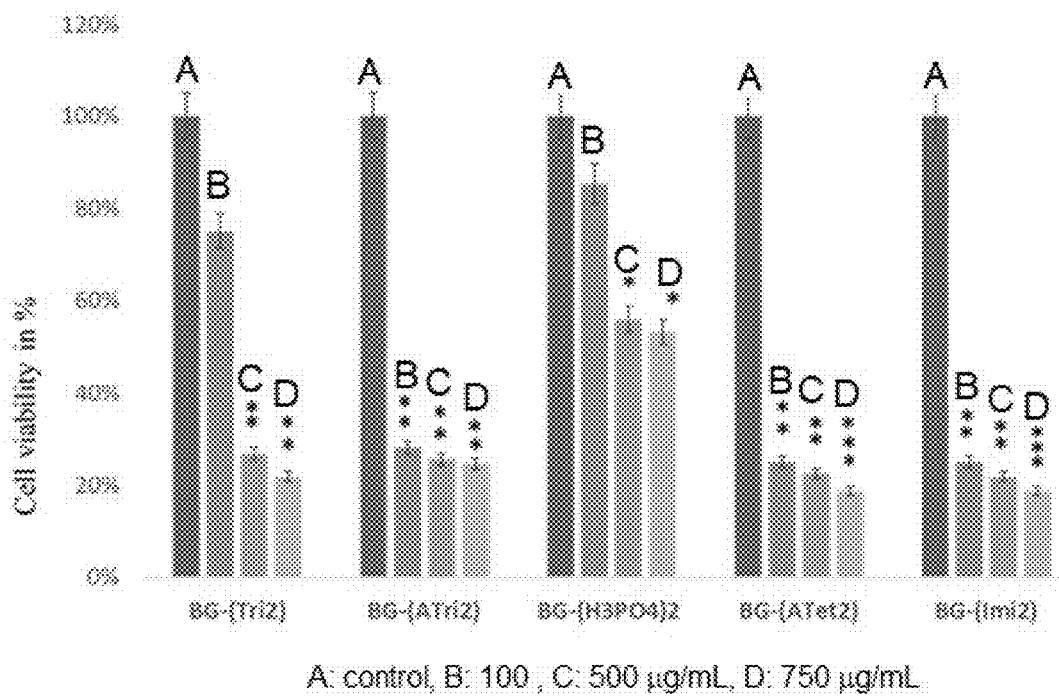 120%
100%
80%
60%
40%
20%
0%
Cell viability in %
A B C ** D **
A B ** C ** D **
A B C * D *
A B ** C ** D ***
A B ** C ** D ***
BG-(Tri2) BG-(ATri2) BG-(H3PO4)2 BG-(ATet2) BG-(Imi2)
A: control, B: 100 , C: 500 µg/mL, D: 750 µg/mL